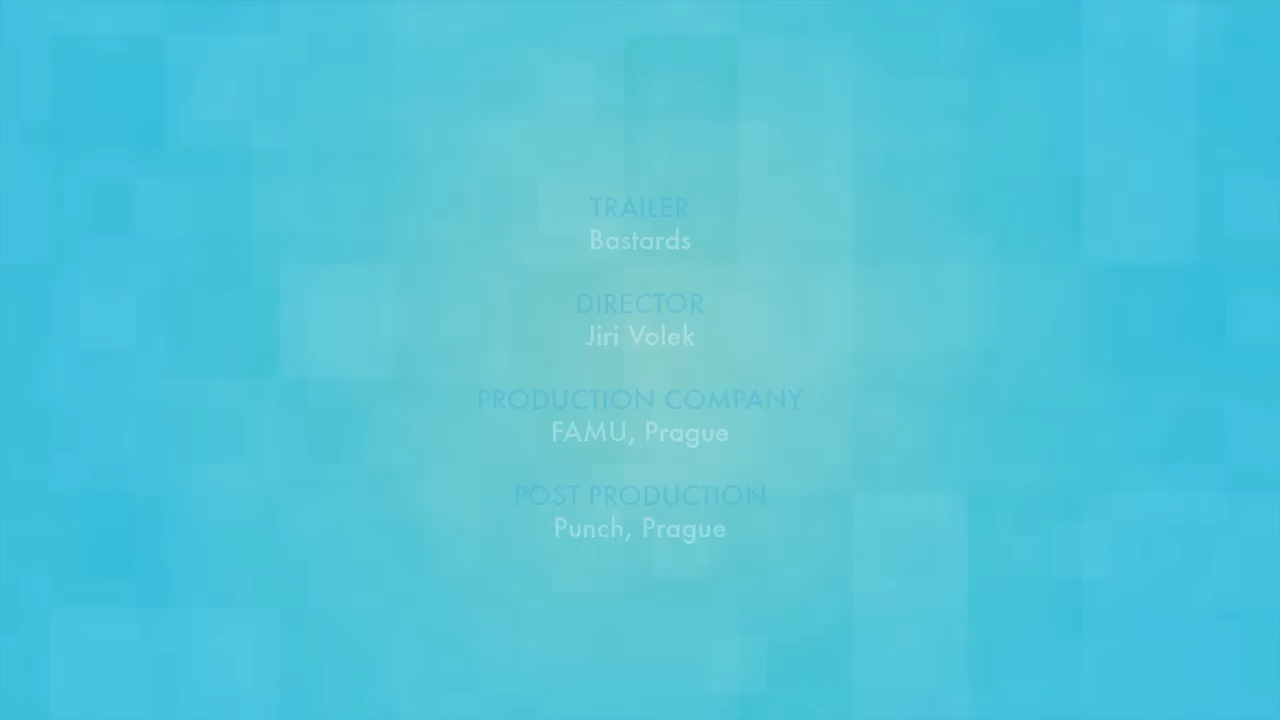 TRAILER
Bastards
DIRECTOR
Jiri Volek
PRODUCTION COMPANY
FAMU, Prague
POST PRODUCTION
Punch, Prague